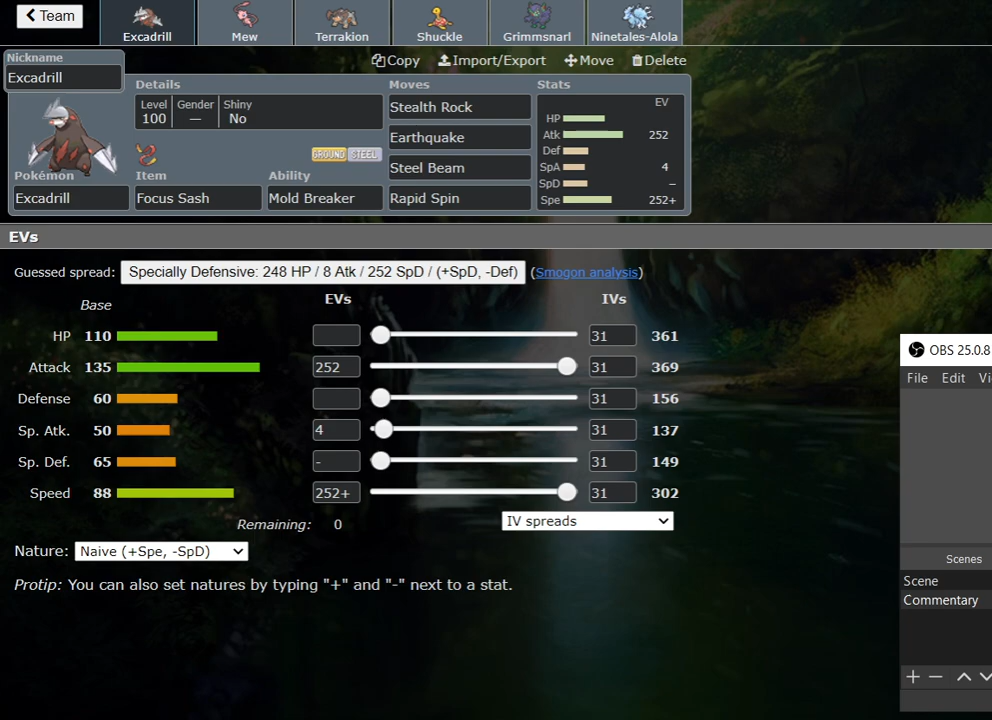 Team
Excadrill
Mew
Terrakion
Shuckle
Grimmsnarl
Ninetales-Alola
Copy Import/Export Move Delete
Nickname
Excadrill
Details
Level Gender Shiny
100 — No
GROUND STEEL
Pokémon Item Ability
Excadrill Focus Sash Mold Breaker
Moves
Stealth Rock
Earthquake
Steel Beam
Rapid Spin
Stats
EV
HP
Atk 252
Def
SpA 4
SpD –
Spe 252+
EVs
Guessed spread: Specially Defensive: 248 HP / 8 Atk / 252 SpD / (+SpD, -Def) (Smogon analysis)
Base EVs IVs
HP 110 31 361
Attack 135 252 31 369
Defense 60 31 156
Sp. Atk. 50 4 31 137
Sp. Def. 65 - 31 149
Speed 88 252+ 31 302
Remaining: 0 IV spreads
Nature: Naive (+Spe, -SpD)
Protip: You can also set natures by typing "+" and "-" next to a stat.
OBS 25.0.8
File Edit Vi
Scenes
Scene
Commentary